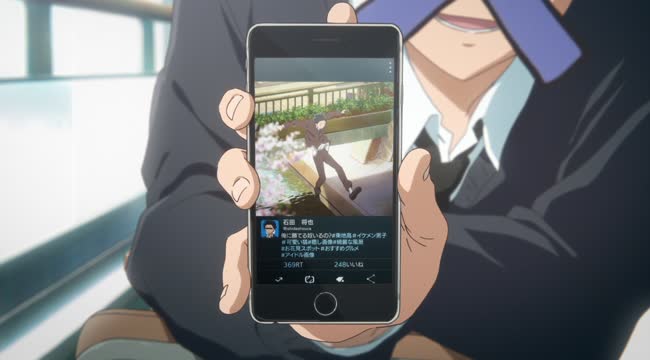 石田　将也
俺に勝てる奴いるの?#東地高#イケメン男子
#可愛い猫#癒し画像#綺麗な風景
#お花見スポット#おすすめグルメ
#アイドル画像
369RT
248いいね